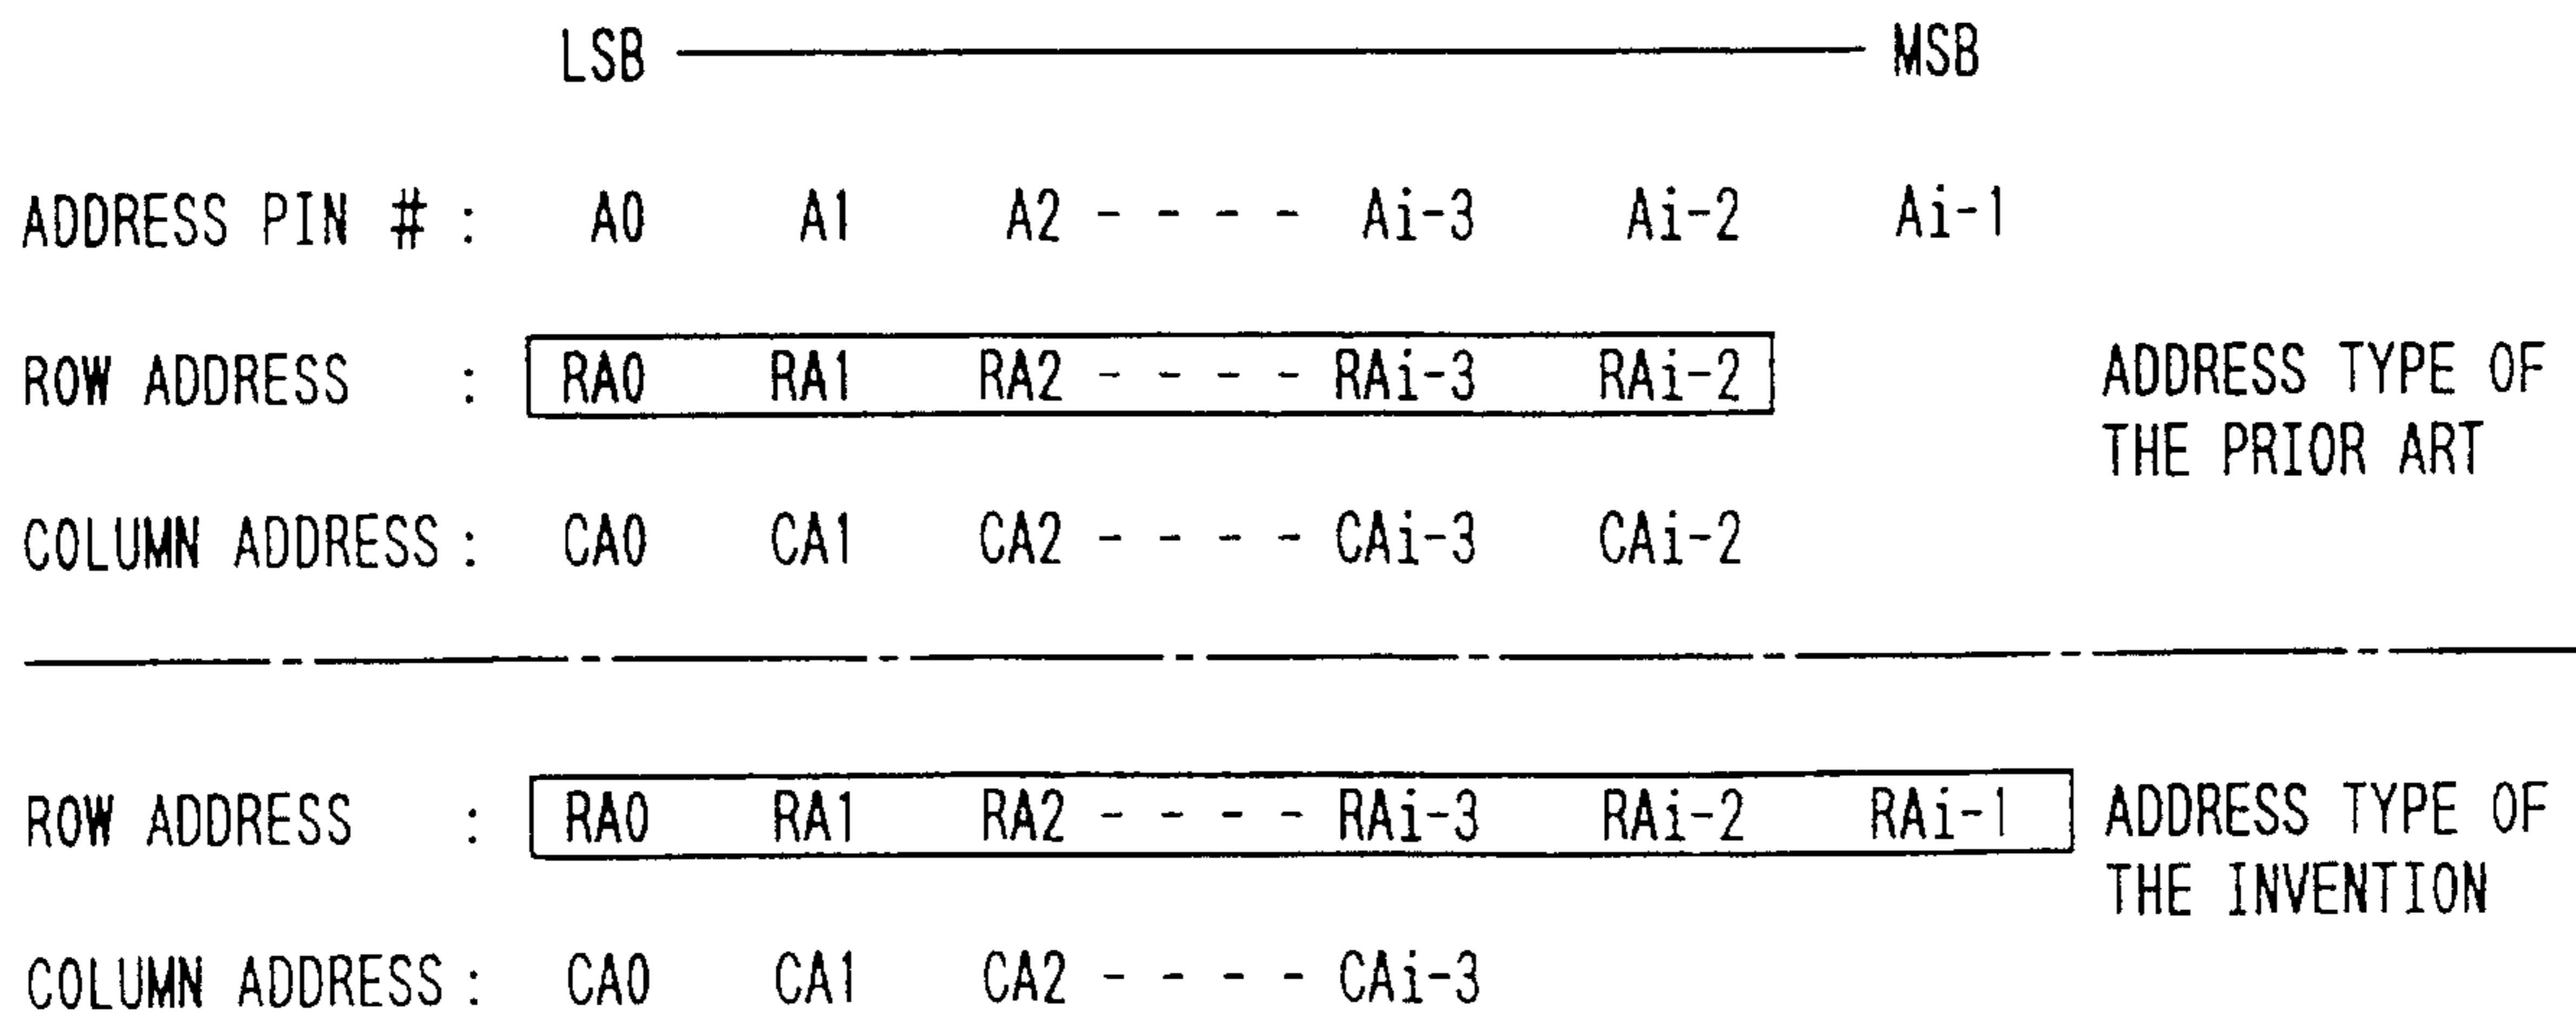 LSB MSB
ADDRESS PIN # : A0 A1 A2 - - - - Ai-3 Ai-2 Ai-1
ROW ADDRESS : RA0 RA1 RA2 - - - - RAi-3 RAi-2
ADDRESS TYPE OF
THE PRIOR ART
COLUMN ADDRESS : CA0 CA1 CA2 - - - - CAi-3 CAi-2
ROW ADDRESS : RA0 RA1 RA2 - - - - RAi-3 RAi-2 RAi-1
ADDRESS TYPE OF
THE INVENTION
COLUMN ADDRESS : CA0 CA1 CA2 - - - - CAi-3